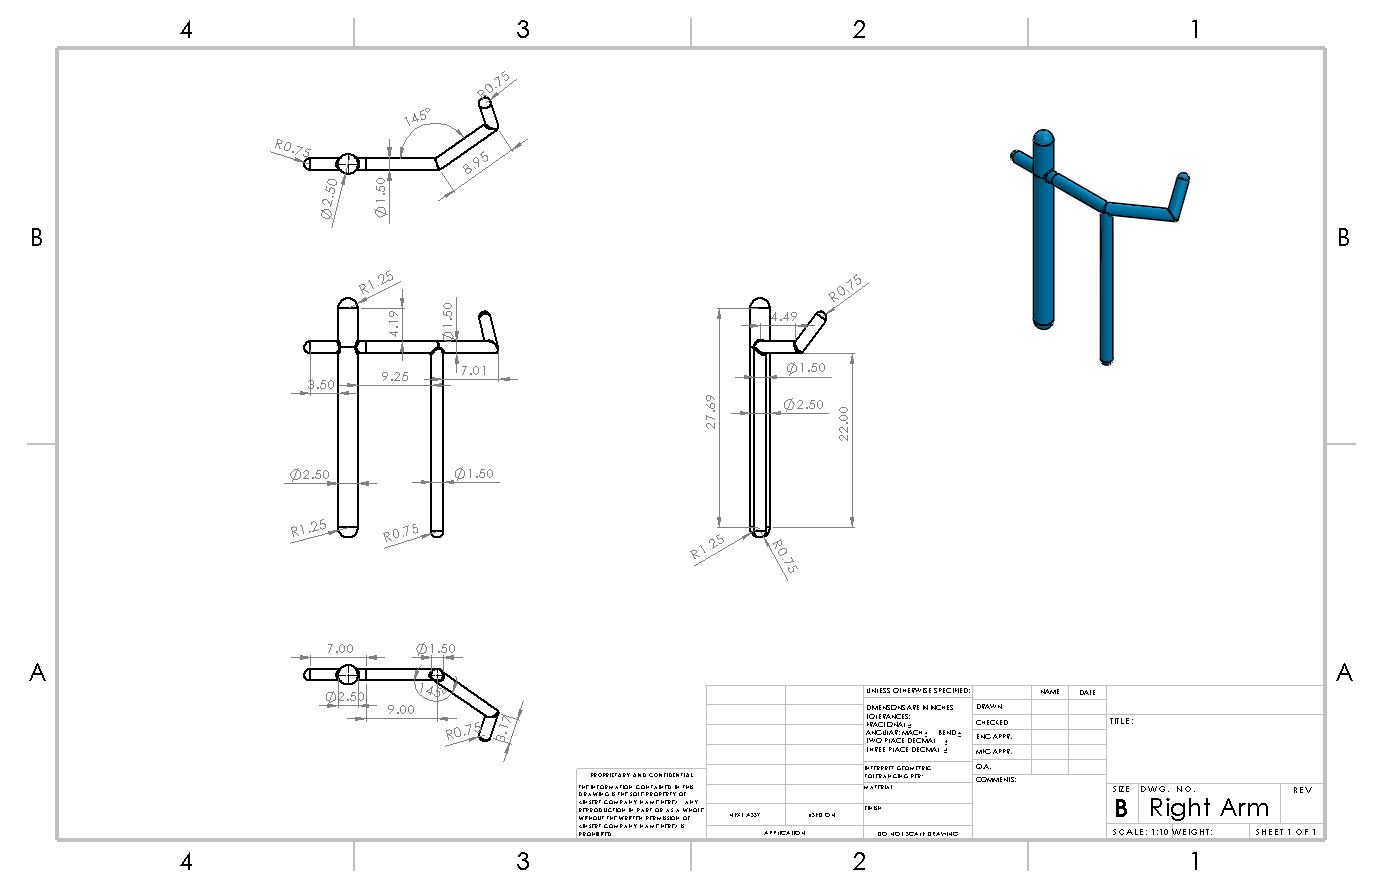 4 3 2 1
R0.75
145°
R0.75
8.95
Ø2.50
Ø1.50
B B
R1.25
4.19
Ø1.50
3.50
9.25
7.01
Ø2.50
Ø1.50
R1.25
R0.75
R0.75
4.49
Ø1.50
27.69
Ø2.50
22.00
R1.25
R0.75
A A
7.00
Ø1.50
Ø2.50
145°
9.00
R0.75
PROPRIETARY AND CONFIDENTIAL
THE INFORMATION CONTAINED IN THIS
DRAWING IS THE SOLE PROPERTY OF
<INSERT COMPANY NAME HERE>. ANY
REPRODUCTION IN PART OR AS A WHOLE
WITHOUT THE WRITTEN PERMISSION OF
<INSERT COMPANY NAME HERE> IS
PROHIBITED.
NEXT ASSY USED ON
APPLICATION
UNLESS OTHERWISE SPECIFIED:
DIMENSIONS ARE IN INCHES
TOLERANCES:
FRACTIONAL ±
ANGULAR: MACH ± BEND ±
TWO PLACE DECIMAL ±
THREE PLACE DECIMAL ±
INTERPRET GEOMETRIC
TOLERANCING PER:
MATERIAL
FINISH
DO NOT SCALE DRAWING
NAME DATE
DRAWN
CHECKED
ENG APPR.
MFG APPR.
Q.A.
COMMENTS:
TITLE:
SIZE DWG. NO. REV
B Right Arm
SCALE: 1:10 WEIGHT: SHEET 1 OF 1
4 3 2 1